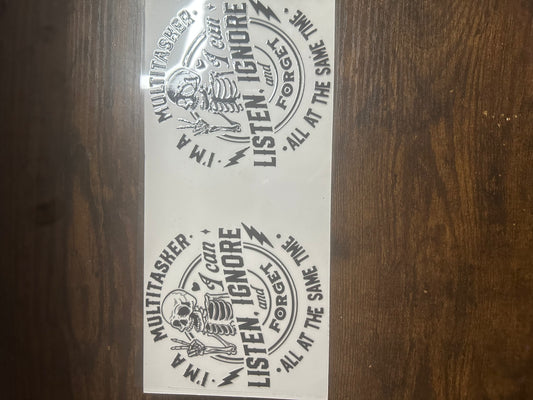 · I'M A MULTITASKER ·
I can
LISTEN, IGNORE
and
FORGET
· ALL AT THE SAME TIME ·
· I'M A MULTITASKER ·
I can
LISTEN, IGNORE
and
FORGET
· ALL AT THE SAME TIME ·